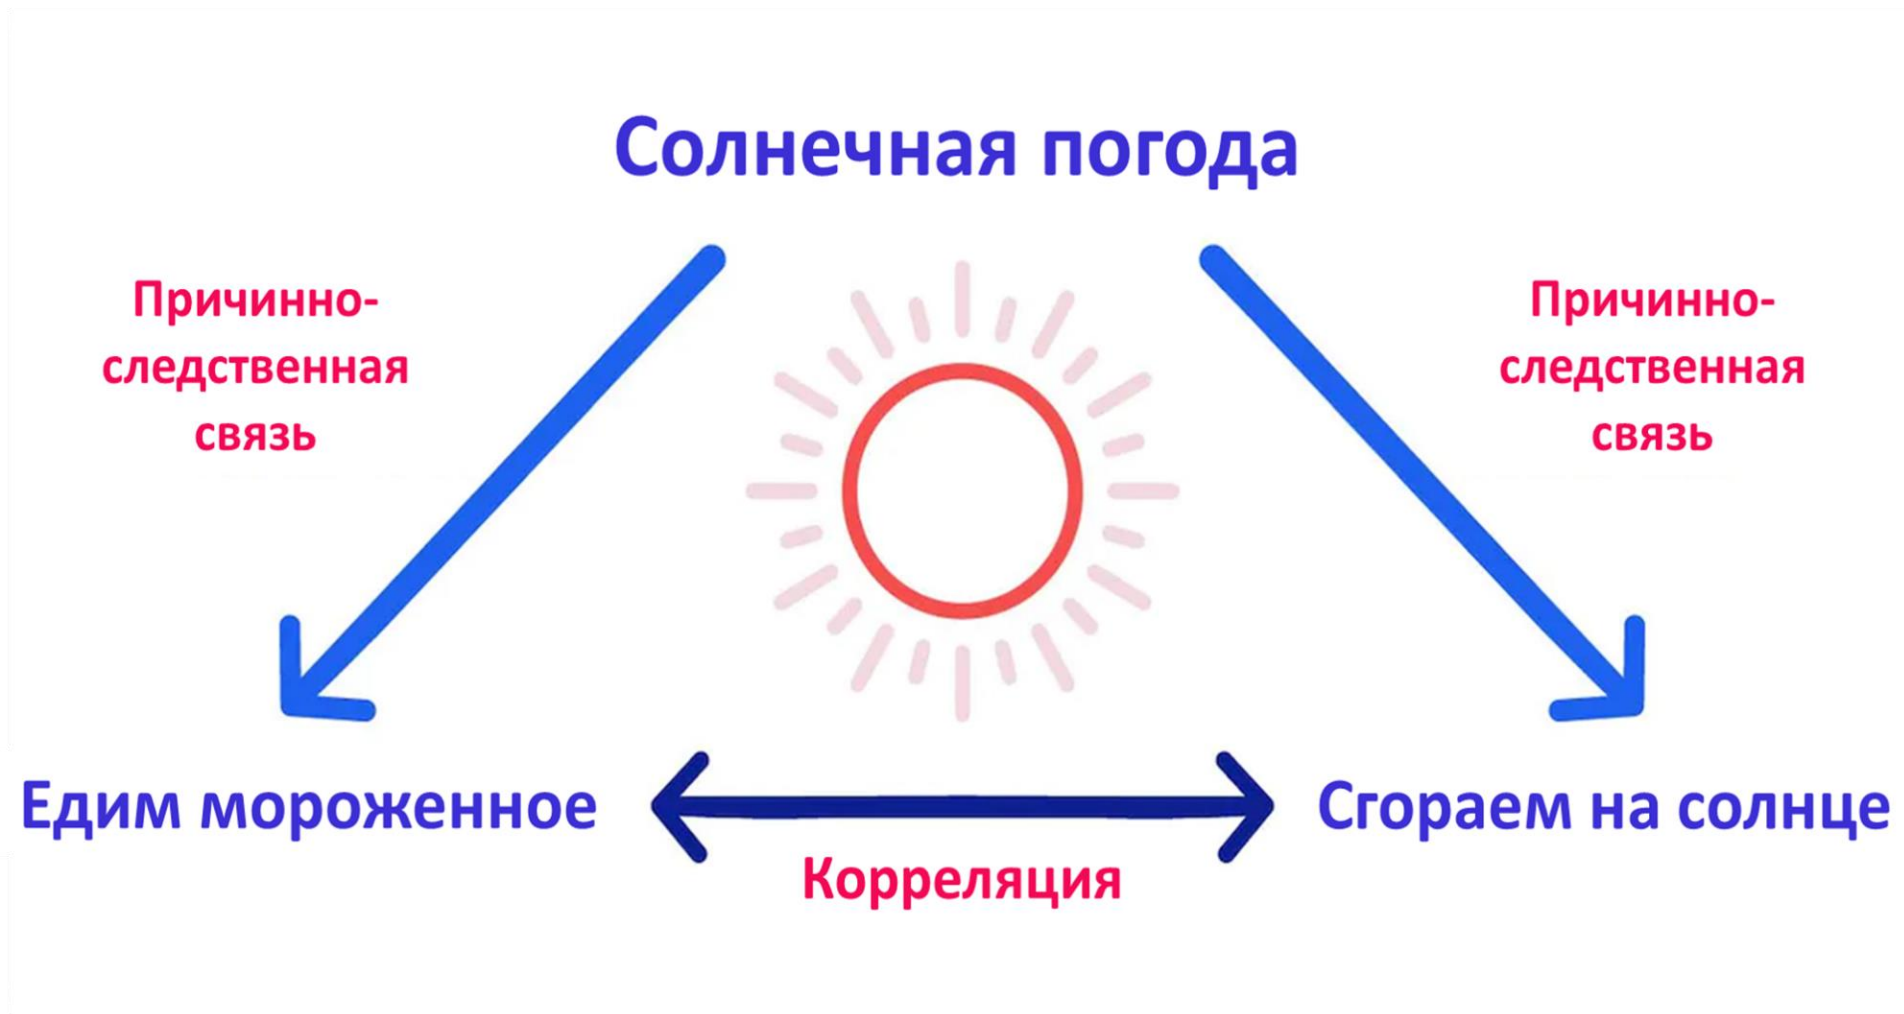 Солнечная погода
Причинно-
следственная
связь
Причинно-
следственная
связь
Едим мороженное
Сгораем на солнце
Корреляция